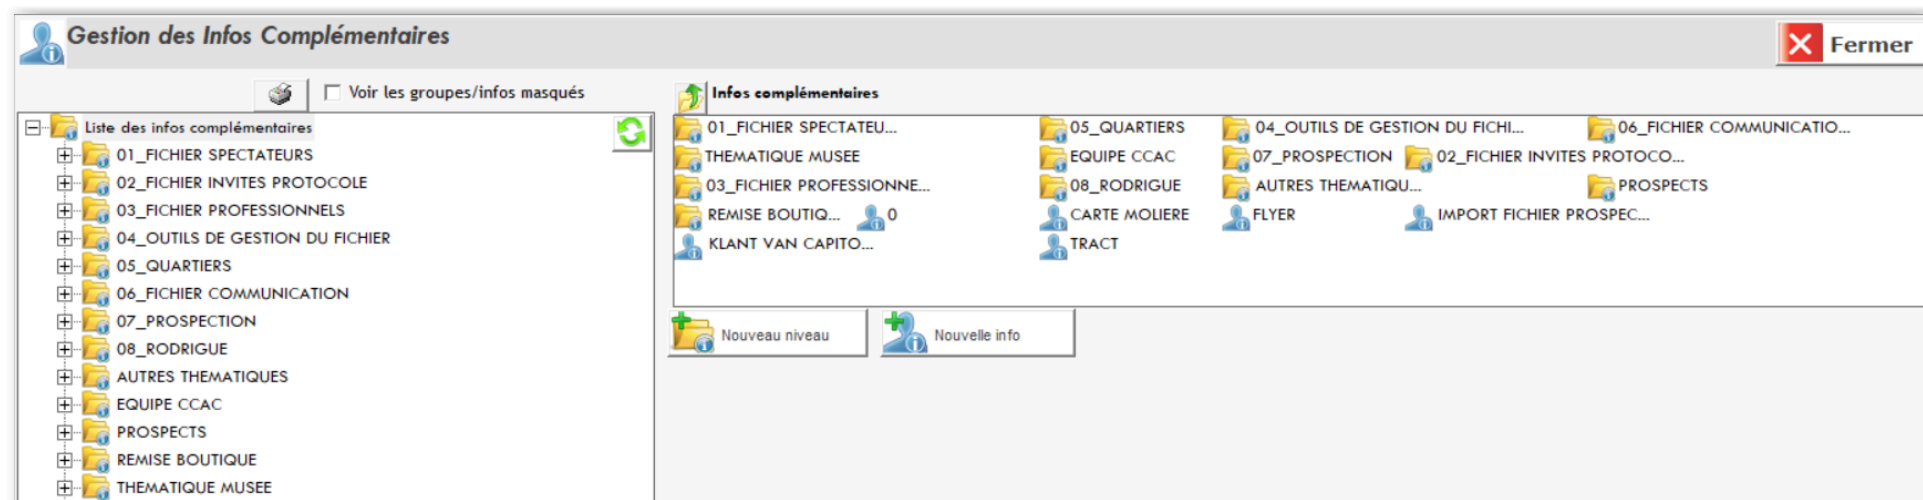 Gestion des Infos Complémentaires
Fermer
Voir les groupes/infos masqués
Liste des infos complémentaires
01_FICHIER SPECTATEURS
02_FICHIER INVITES PROTOCOLE
03_FICHIER PROFESSIONNELS
04_OUTILS DE GESTION DU FICHIER
05_QUARTIERS
06_FICHIER COMMUNICATION
07_PROSPECTION
08_RODRIGUE
AUTRES THEMATIQUES
EQUIPE CCAC
PROSPECTS
REMISE BOUTIQUE
THEMATIQUE MUSEE
Infos complémentaires
01_FICHIER SPECTATEU... 05_QUARTIERS 04_OUTILS DE GESTION DU FICHI... 06_FICHIER COMMUNICATIO...
THEMATIQUE MUSEE EQUIPE CCAC 07_PROSPECTION 02_FICHIER INVITES PROTOCO...
03_FICHIER PROFESSIONNE... 08_RODRIGUE AUTRES THEMATIQU... PROSPECTS
REMISE BOUTIQ... 0 CARTE MOLIERE FLYER IMPORT FICHIER PROSPEC...
KLANT VAN CAPITO... TRACT
Nouveau niveau Nouvelle info